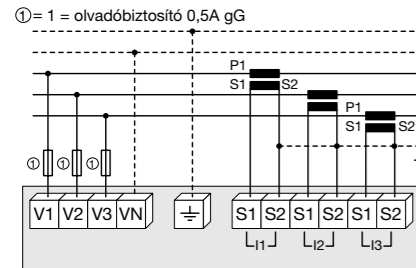 ①= 1 = olvadóbiztosító 0,5A gG
P1
S1 S2
P1
S1 S2
① ① ①
V1 V2 V3 VN S1 S2 S1 S2 S1 S2
I1 I2 I3